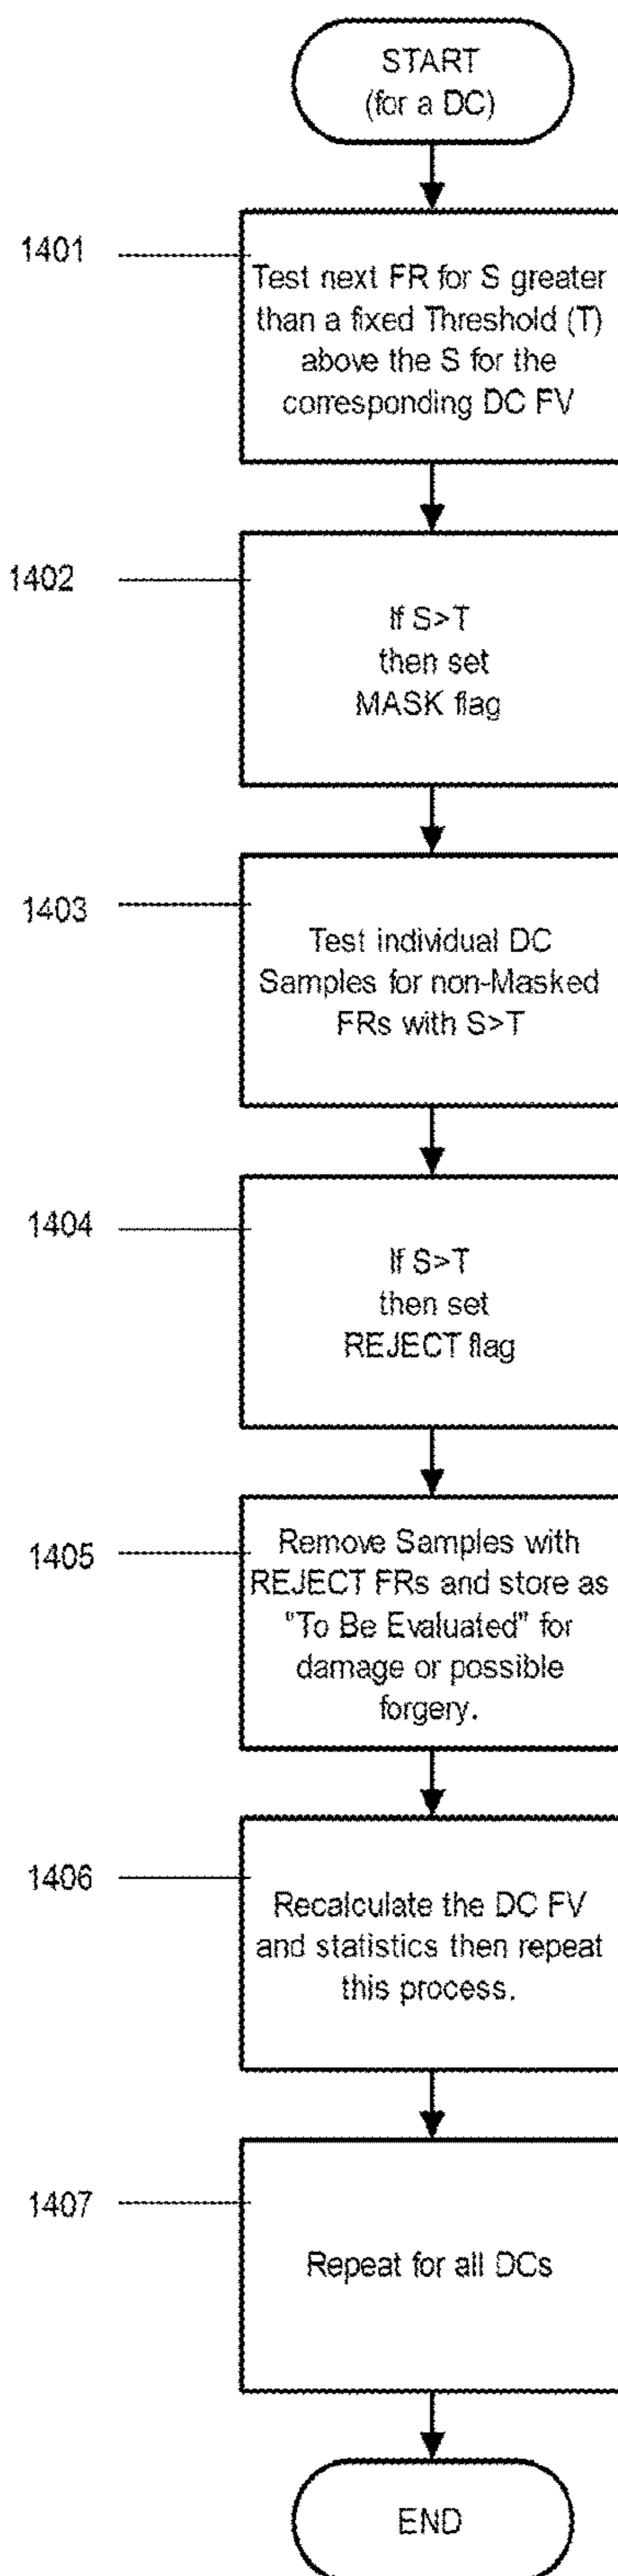 START
(for a DC)
1401
Test next FR for S greater
than a fixed Threshold (T)
above the S for the
corresponding DC FV
1402
If S>T
then set
MASK flag
1403
Test individual DC
Samples for non-Masked
FRs with S>T
1404
If S>T
then set
REJECT flag
1405
Remove Samples with
REJECT FRs and store as
"To Be Evaluated" for
damage or possible
forgery.
1406
Recalculate the DC FV
and statistics then repeat
this process.
1407
Repeat for all DCs
END